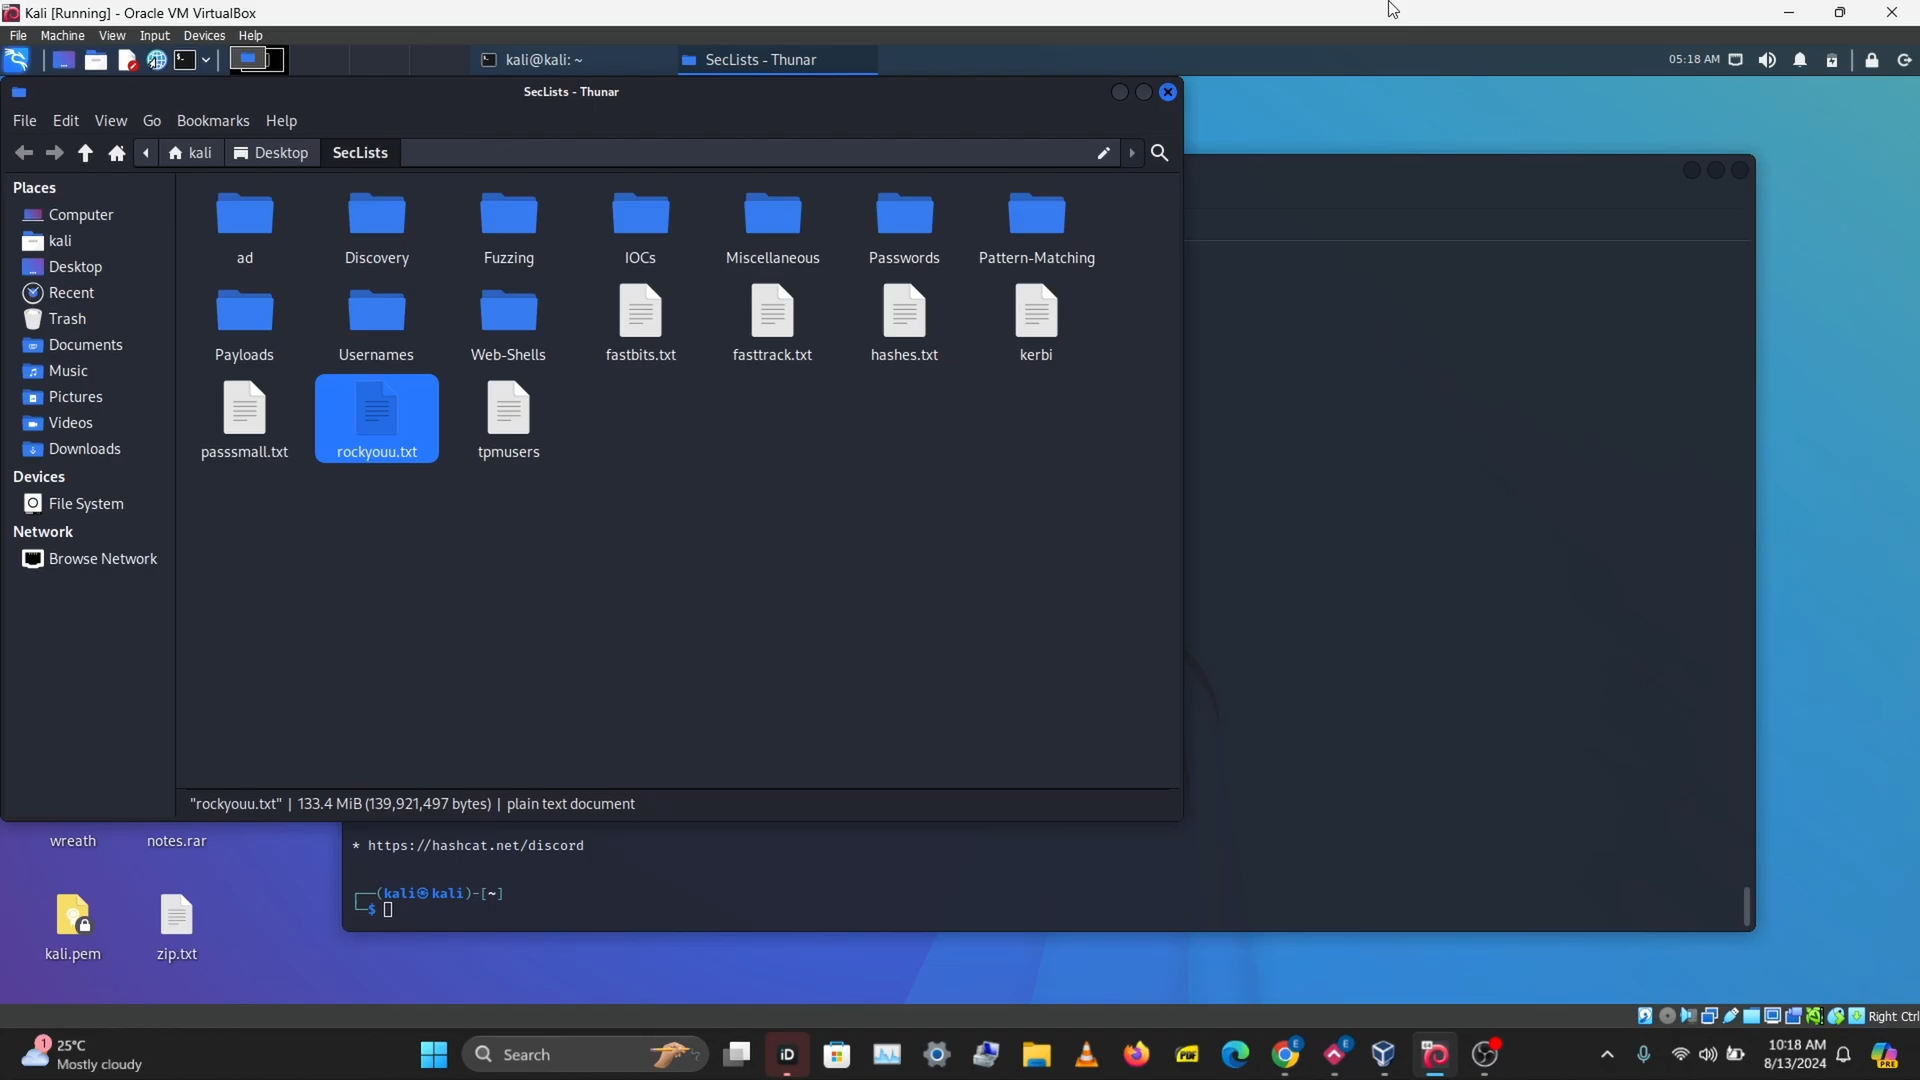 Kali [Running] - Oracle VM VirtualBox
File Machine View Input Devices Help
kali@kali: ~
SecLists - Thunar
05:18 AM
SecLists - Thunar
File Edit View Go Bookmarks Help
kali Desktop SecLists
Places
Computer
kali
Desktop
Recent
Trash
Documents
Music
Pictures
Videos
Downloads
Devices
File System
Network
Browse Network
ad Discovery Fuzzing IOCs Miscellaneous Passwords Pattern-Matching
Payloads Usernames Web-Shells fastbits.txt fasttrack.txt hashes.txt kerbi
passsmall.txt rockyouu.txt tpmusers
"rockyouu.txt" | 133.4 MiB (139,921,497 bytes) | plain text document
wreath notes.rar
kali.pem zip.txt
* https://hashcat.net/discord
┌──(kali㉿kali)-[~]
└─$
Right Ctrl
1
25°C
Mostly cloudy
Search
iD
PDF
E
E
10:18 AM
8/13/2024
PRE